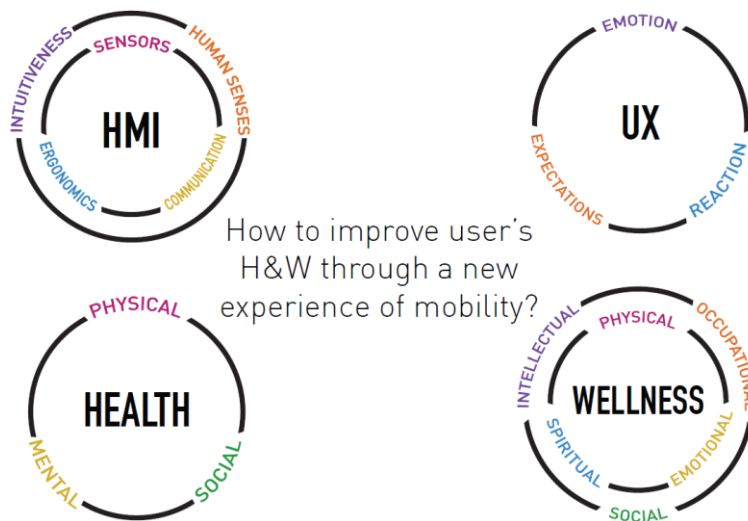 INTUITIVENESS
HUMAN SENSES
SENSORS
HMI
ERGONOMICS
COMMUNICATION
EMOTION
UX
EXPECTATIONS
REACTION
How to improve user's
H&W through a new
experience of mobility?
PHYSICAL
HEALTH
MENTAL
SOCIAL
INTELLECTUAL
OCCUPATIONAL
PHYSICAL
WELLNESS
SPIRITUAL
EMOTIONAL
SOCIAL